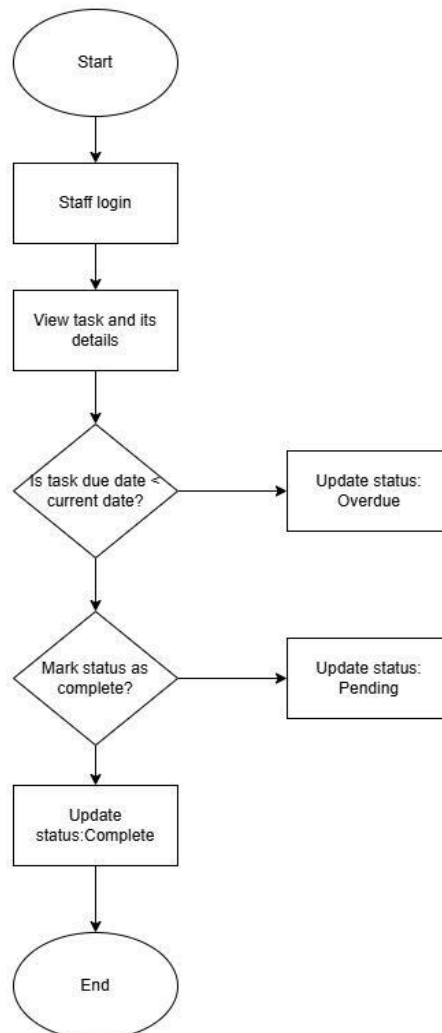 Start
Staff login
View task and its
details
Is task due date <
current date?
Update status:
Overdue
Mark status as
complete?
Update status:
Pending
Update
status:Complete
End